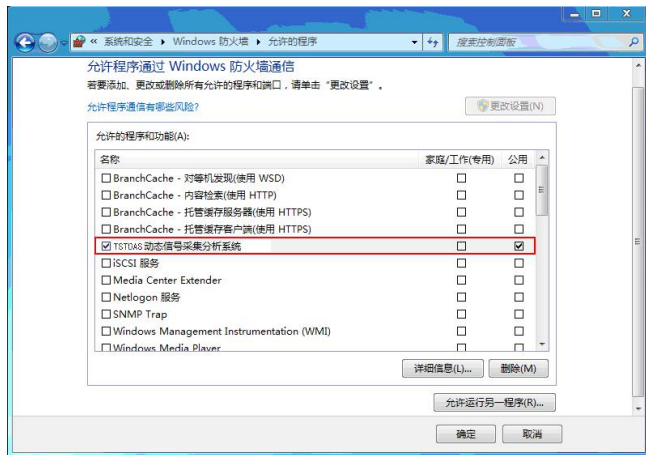 « 系统和安全 ▸ Windows 防火墙 ▸ 允许的程序
搜索控制面板
允许程序通过 Windows 防火墙通信
若要添加、更改或删除所有允许的程序和端口，请单击“更改设置”。
允许程序通信有哪些风险?
更改设置(N)
允许的程序和功能(A):
名称 家庭/工作(专用) 公用
BranchCache - 对等机发现(使用 WSD)
BranchCache - 内容检索(使用 HTTP)
BranchCache - 托管缓存服务器(使用 HTTPS)
BranchCache - 托管缓存客户端(使用 HTTPS)
TSTDAS 动态信号采集分析系统
iSCSI 服务
Media Center Extender
Netlogon 服务
SNMP Trap
Windows Management Instrumentation (WMI)
Windows Media Player
详细信息(L)... 删除(M)
允许运行另一程序(R)...
确定 取消